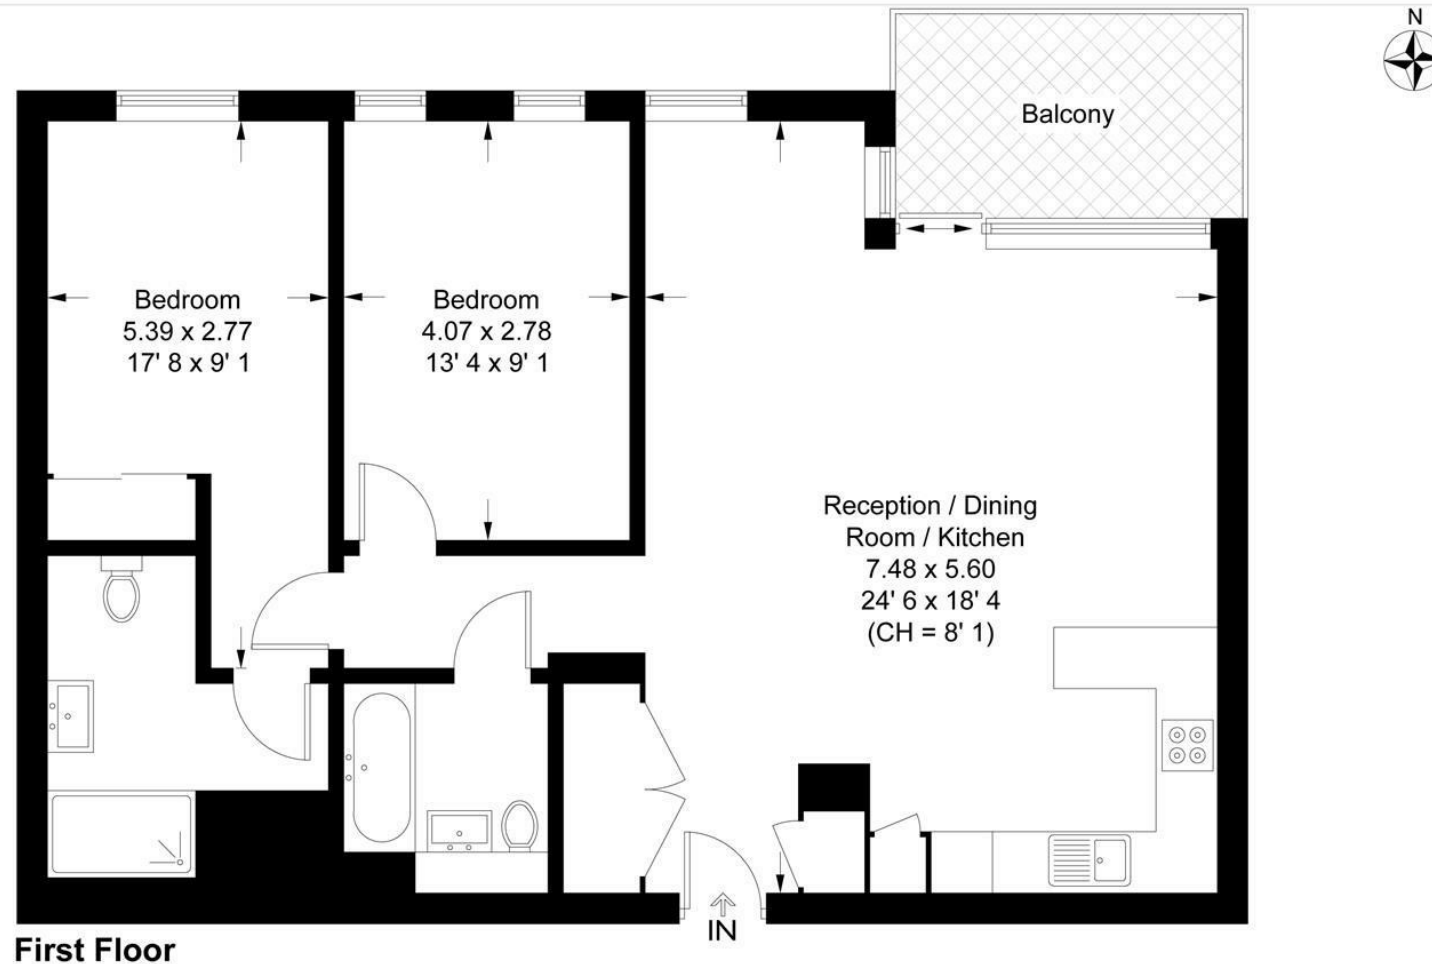 N
Balcony
Bedroom
5.39 x 2.77
17' 8 x 9' 1
Bedroom
4.07 x 2.78
13' 4 x 9' 1
Reception / Dining
Room / Kitchen
7.48 x 5.60
24' 6 x 18' 4
(CH = 8' 1)
IN
First Floor